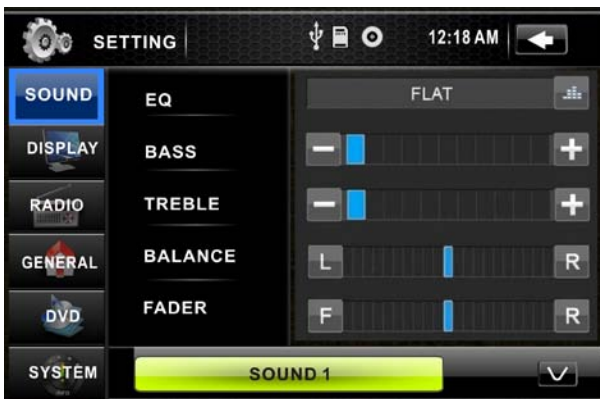 SETTING 12:18 AM
SOUND EQ FLAT
DISPLAY BASS − +
RADIO TREBLE − +
GENERAL BALANCE L R
DVD FADER F R
SYSTEM SOUND 1